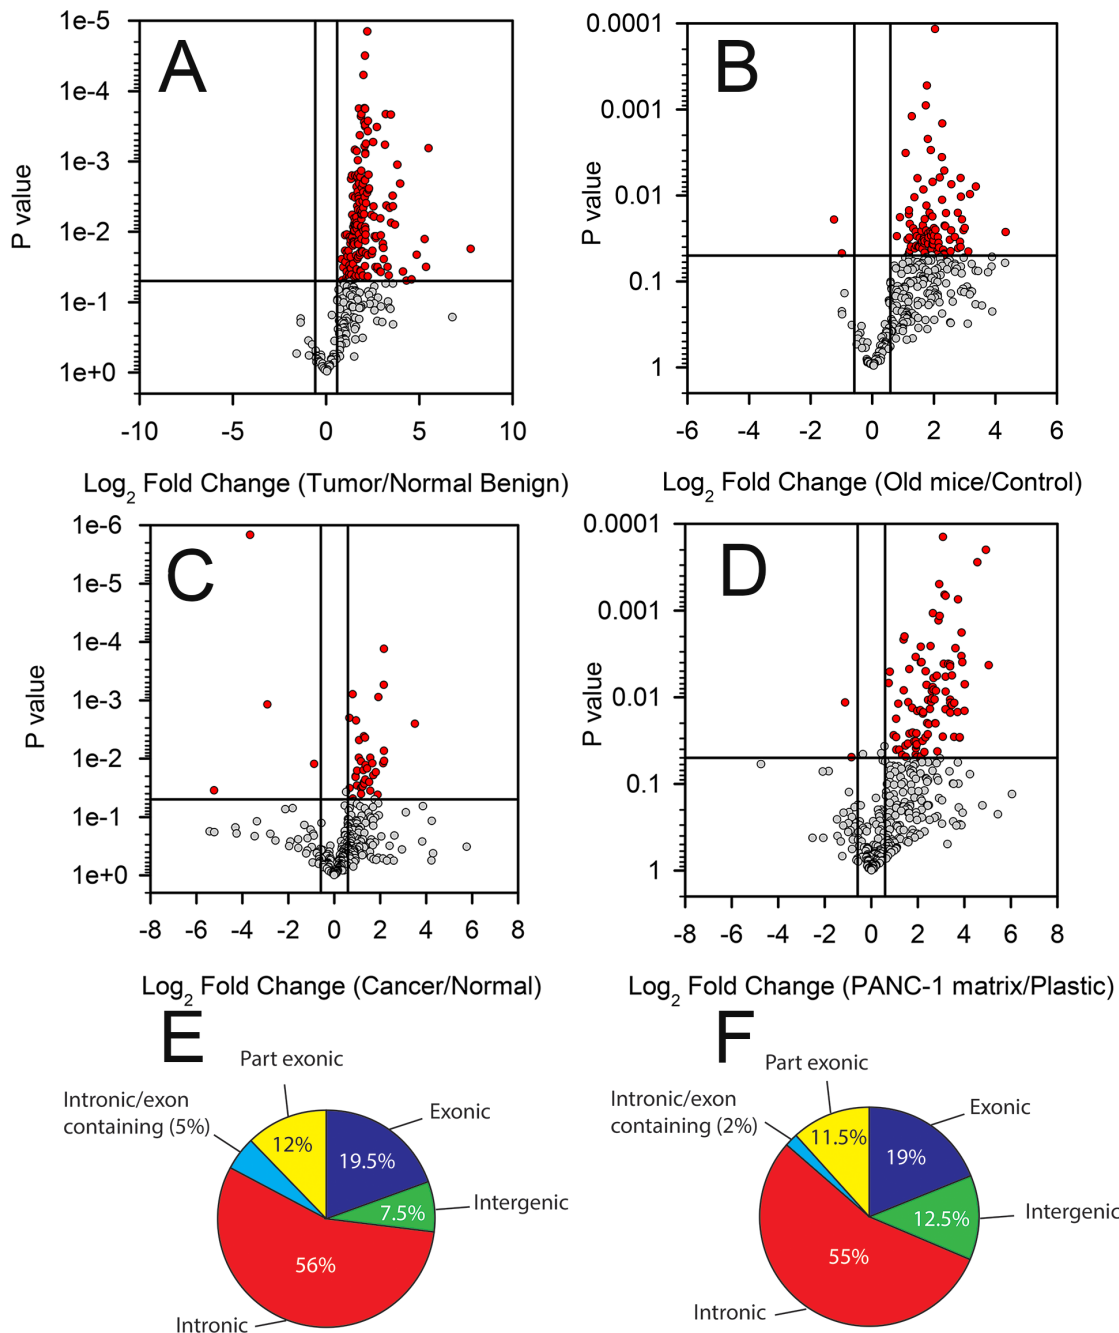 A
1e-5
1e-4
1e-3
1e-2
1e-1
1e+0
P value
-10
-5
0
5
10
Log2 Fold Change (Tumor/Normal Benign)
B
0.0001
0.001
0.01
0.1
1
P value
-6
-4
-2
0
2
4
6
Log2 Fold Change (Old mice/Control)
C
1e-6
1e-5
1e-4
1e-3
1e-2
1e-1
1e+0
P value
-8
-6
-4
-2
0
2
4
6
8
Log2 Fold Change (Cancer/Normal)
D
0.0001
0.001
0.01
0.1
1
P value
-8
-6
-4
-2
0
2
4
6
8
Log2 Fold Change (PANC-1 matrix/Plastic)
E
Part exonic
Intronic/exon
containing (5%)
Exonic
12%
19.5%
Intergenic
7.5%
56%
Intronic
F
Part exonic
Intronic/exon
containing (2%)
Exonic
11.5%
19%
Intergenic
12.5%
55%
Intronic